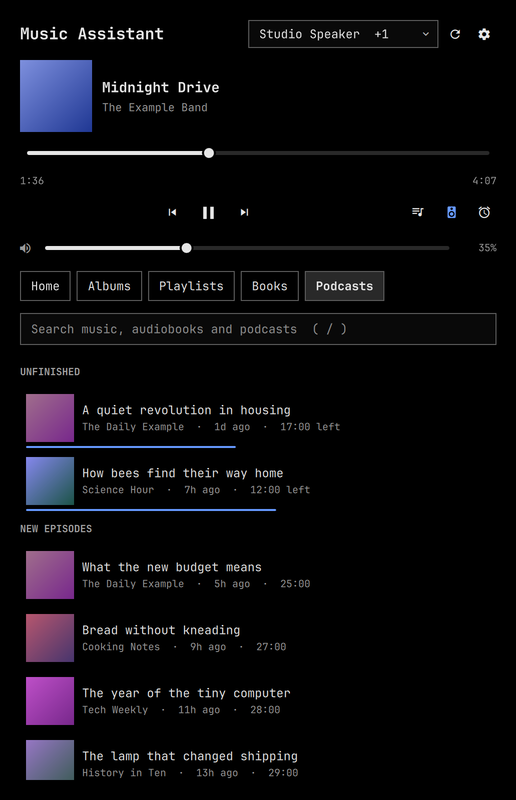 Music Assistant
Studio Speaker +1
Midnight Drive
The Example Band
1:36
4:07
35%
Home
Albums
Playlists
Books
Podcasts
Search music, audiobooks and podcasts ( / )
UNFINISHED
A quiet revolution in housing
The Daily Example · 1d ago · 17:00 left
How bees find their way home
Science Hour · 7h ago · 12:00 left
NEW EPISODES
What the new budget means
The Daily Example · 5h ago · 25:00
Bread without kneading
Cooking Notes · 9h ago · 27:00
The year of the tiny computer
Tech Weekly · 11h ago · 28:00
The lamp that changed shipping
History in Ten · 13h ago · 29:00